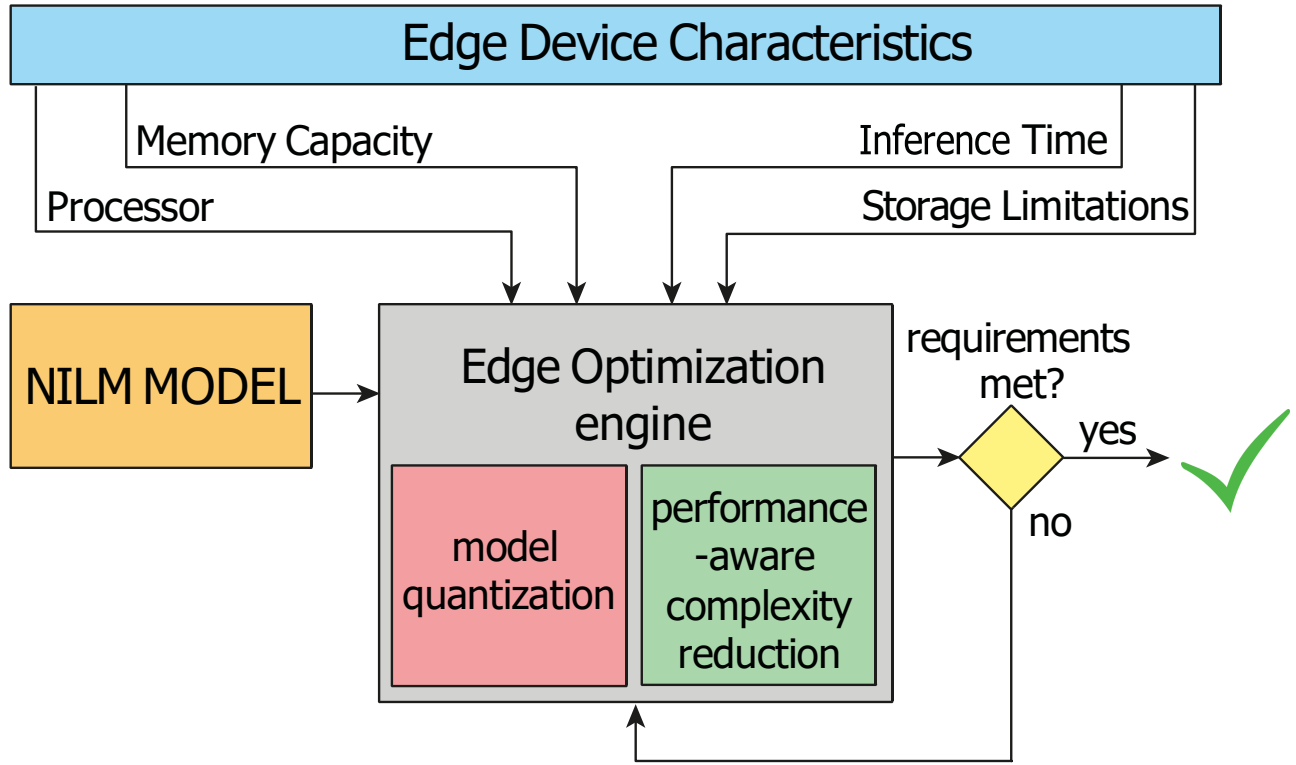 Edge Device Characteristics
Memory Capacity
Inference Time
Processor
Storage Limitations
NILM MODEL
Edge Optimization
engine
model
quantization
performance
-aware
complexity
reduction
requirements
met?
yes
no